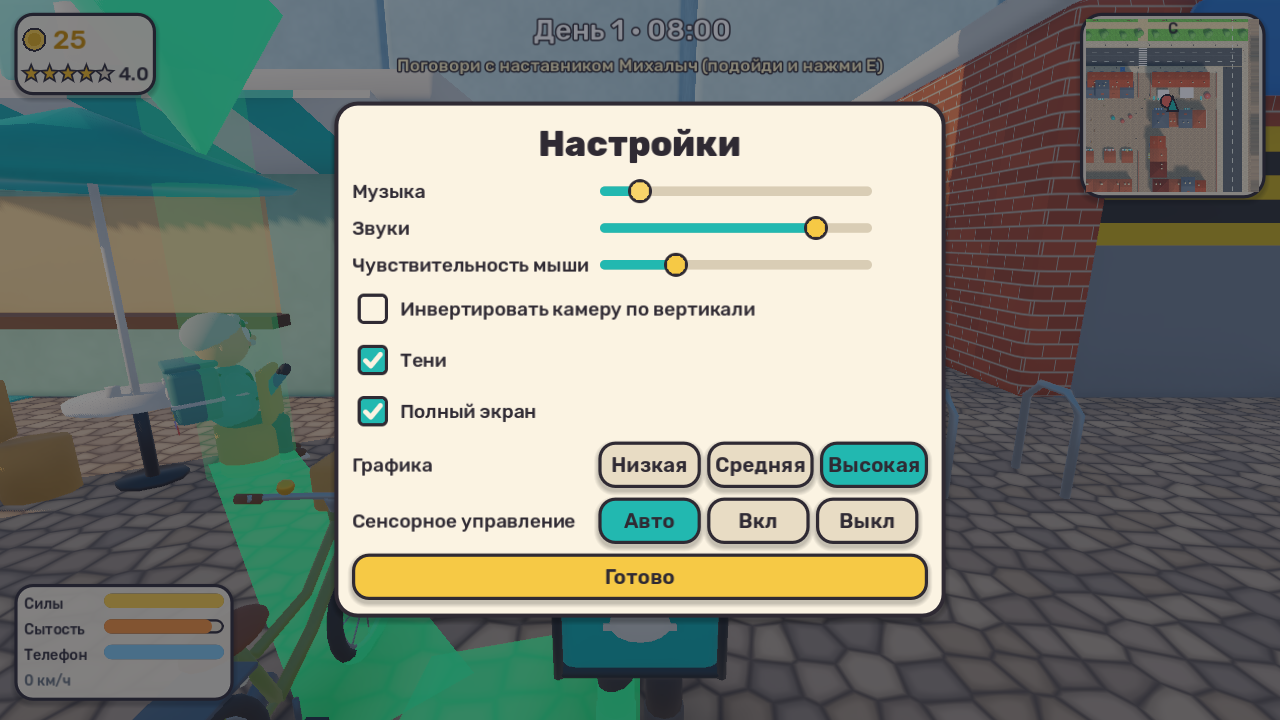 25
4.0
День 1 • 08:00
Поговори с наставником Михалыч (подойди и нажми E)
С
Настройки
Музыка
Звуки
Чувствительность мыши
Инвертировать камеру по вертикали
Тени
Полный экран
Графика Низкая Средняя Высокая
Сенсорное управление Авто Вкл Выкл
Готово
Силы
Сытость
Телефон
0 км/ч